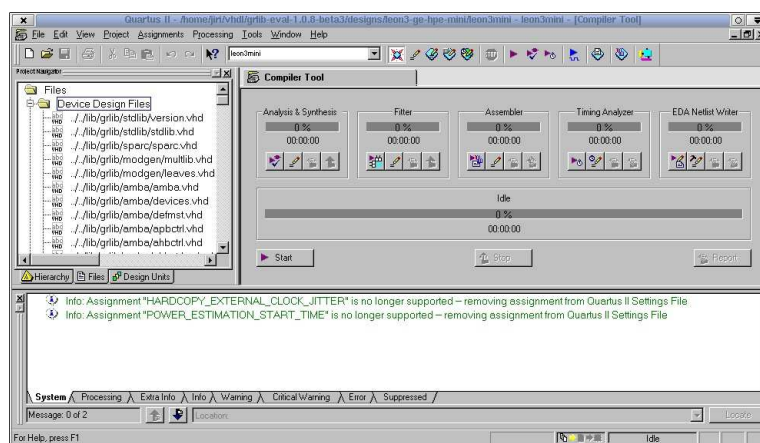 Quartus II - /home/jiri/vhdl/grlib-eval-1.0.8-beta3/designs/leon3-ge-hpe-mini/leon3mini - leon3mini - [Compiler Tool]
File Edit View Project Assignments Processing Tools Window Help
leon3mini
Project Navigator
Files
Device Design Files
../../lib/grlib/stdlib/version.vhd
../../lib/grlib/stdlib/stdlib.vhd
../../lib/grlib/sparc/sparc.vhd
../../lib/grlib/modgen/multlib.vhd
../../lib/grlib/modgen/leaves.vhd
../../lib/grlib/amba/amba.vhd
../../lib/grlib/amba/devices.vhd
../../lib/grlib/amba/defmst.vhd
../../lib/grlib/amba/apbctrl.vhd
../../lib/grlib/amba/ahbctrl.vhd
Hierarchy Files Design Units
Compiler Tool
Analysis & Synthesis Fitter Assembler Timing Analyzer EDA Netlist Writer
0 % 0 % 0 % 0 % 0 %
00:00:00 00:00:00 00:00:00 00:00:00 00:00:00
Idle
0 %
00:00:00
Start Stop Report
Info: Assignment "HARDCOPY_EXTERNAL_CLOCK_JITTER" is no longer supported -- removing assignment from Quartus II Settings File
Info: Assignment "POWER_ESTIMATION_START_TIME" is no longer supported -- removing assignment from Quartus II Settings File
System Processing Extra Info Info Warning Critical Warning Error Suppressed
Message: 0 of 2 Location: Locate
For Help, press F1 Idle